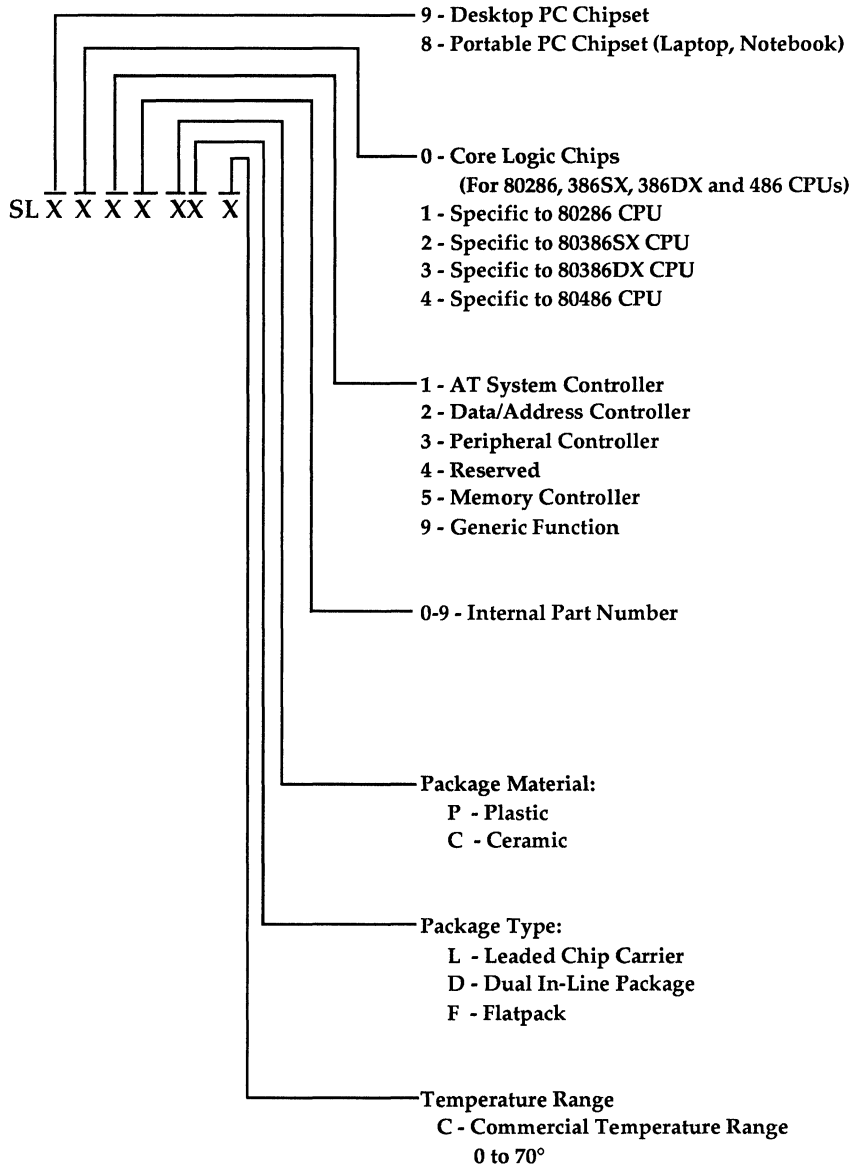 9 - Desktop PC Chipset
8 - Portable PC Chipset (Laptop, Notebook)
0 - Core Logic Chips
(For 80286, 386SX, 386DX and 486 CPUs)
SL X X X X XX X
1 - Specific to 80286 CPU
2 - Specific to 80386SX CPU
3 - Specific to 80386DX CPU
4 - Specific to 80486 CPU
1 - AT System Controller
2 - Data/Address Controller
3 - Peripheral Controller
4 - Reserved
5 - Memory Controller
9 - Generic Function
0-9 - Internal Part Number
Package Material:
P - Plastic
C - Ceramic
Package Type:
L - Leaded Chip Carrier
D - Dual In-Line Package
F - Flatpack
Temperature Range
C - Commercial Temperature Range
0 to 70°